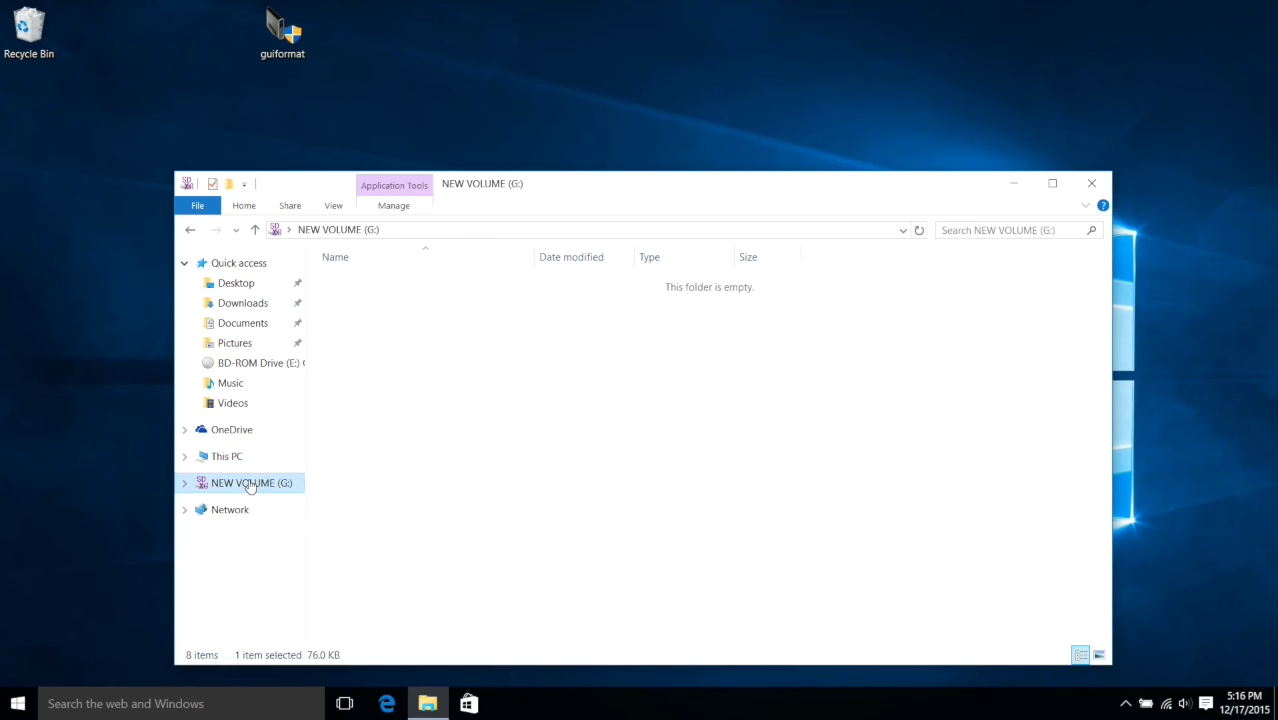 Recycle Bin
guiformat
Application Tools
NEW VOLUME (G:)
File
Home
Share
View
Manage
NEW VOLUME (G:)
Search NEW VOLUME (G:)
Name
Date modified
Type
Size
This folder is empty.
Quick access
Desktop
Downloads
Documents
Pictures
BD-ROM Drive (E:)
Music
Videos
OneDrive
This PC
NEW VOLUME (G:)
Network
8 items
1 item selected 76.0 KB
Search the web and Windows
5:16 PM
12/17/2015